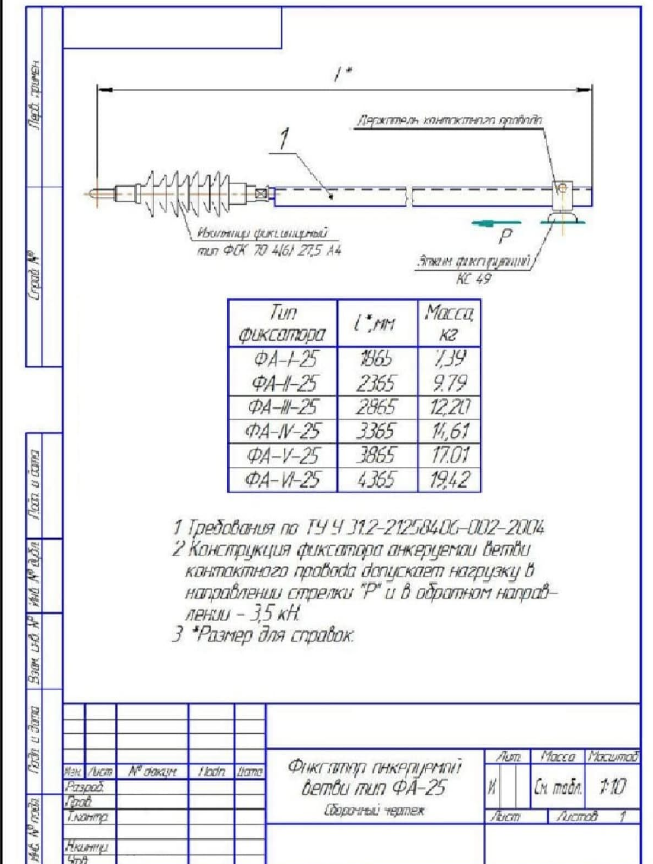 Перв. примен.
Справ. №
Подп. и дата
Инв. № дубл.
Взам. инв. №
Подп. и дата
Инв. № подл.
l*
Держатель контактного провода
1
Изолятор фиксаторный
тип ФСК 70 4(6) 27,5 А4
Р
Зажим фиксирующий
КС 49
Тип фиксатора l*,мм Масса, кг
ФА-I-25 1865 7,39
ФА-II-25 2365 9.79
ФА-III-25 2865 12,20
ФА-IV-25 3365 14,61
ФА-V-25 3865 17.01
ФА-VI-25 4365 19,42
1 Требования по ТУ У 31.2-21258406-002-2004
2 Конструкция фиксатора анкеруемой ветви
контактного провода допускает нагрузку в
направлении стрелки "Р" и в обратном направ-
лении - 3,5 кН.
3 *Размер для справок.
Изм. Лист № докум. Подп. Дата
Разраб.
Пров.
Т.контр.
Н.контр.
Утв.
Фиксатор анкеруемой
ветви тип ФА-25
Сборочный чертеж
Лит. Масса Масштаб
И См. табл. 1:10
Лист Листов 1